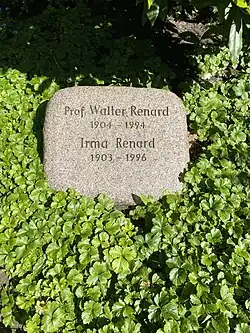 Prof. Walter Renard
1904 – 1994
Irma Renard
1903 – 1996